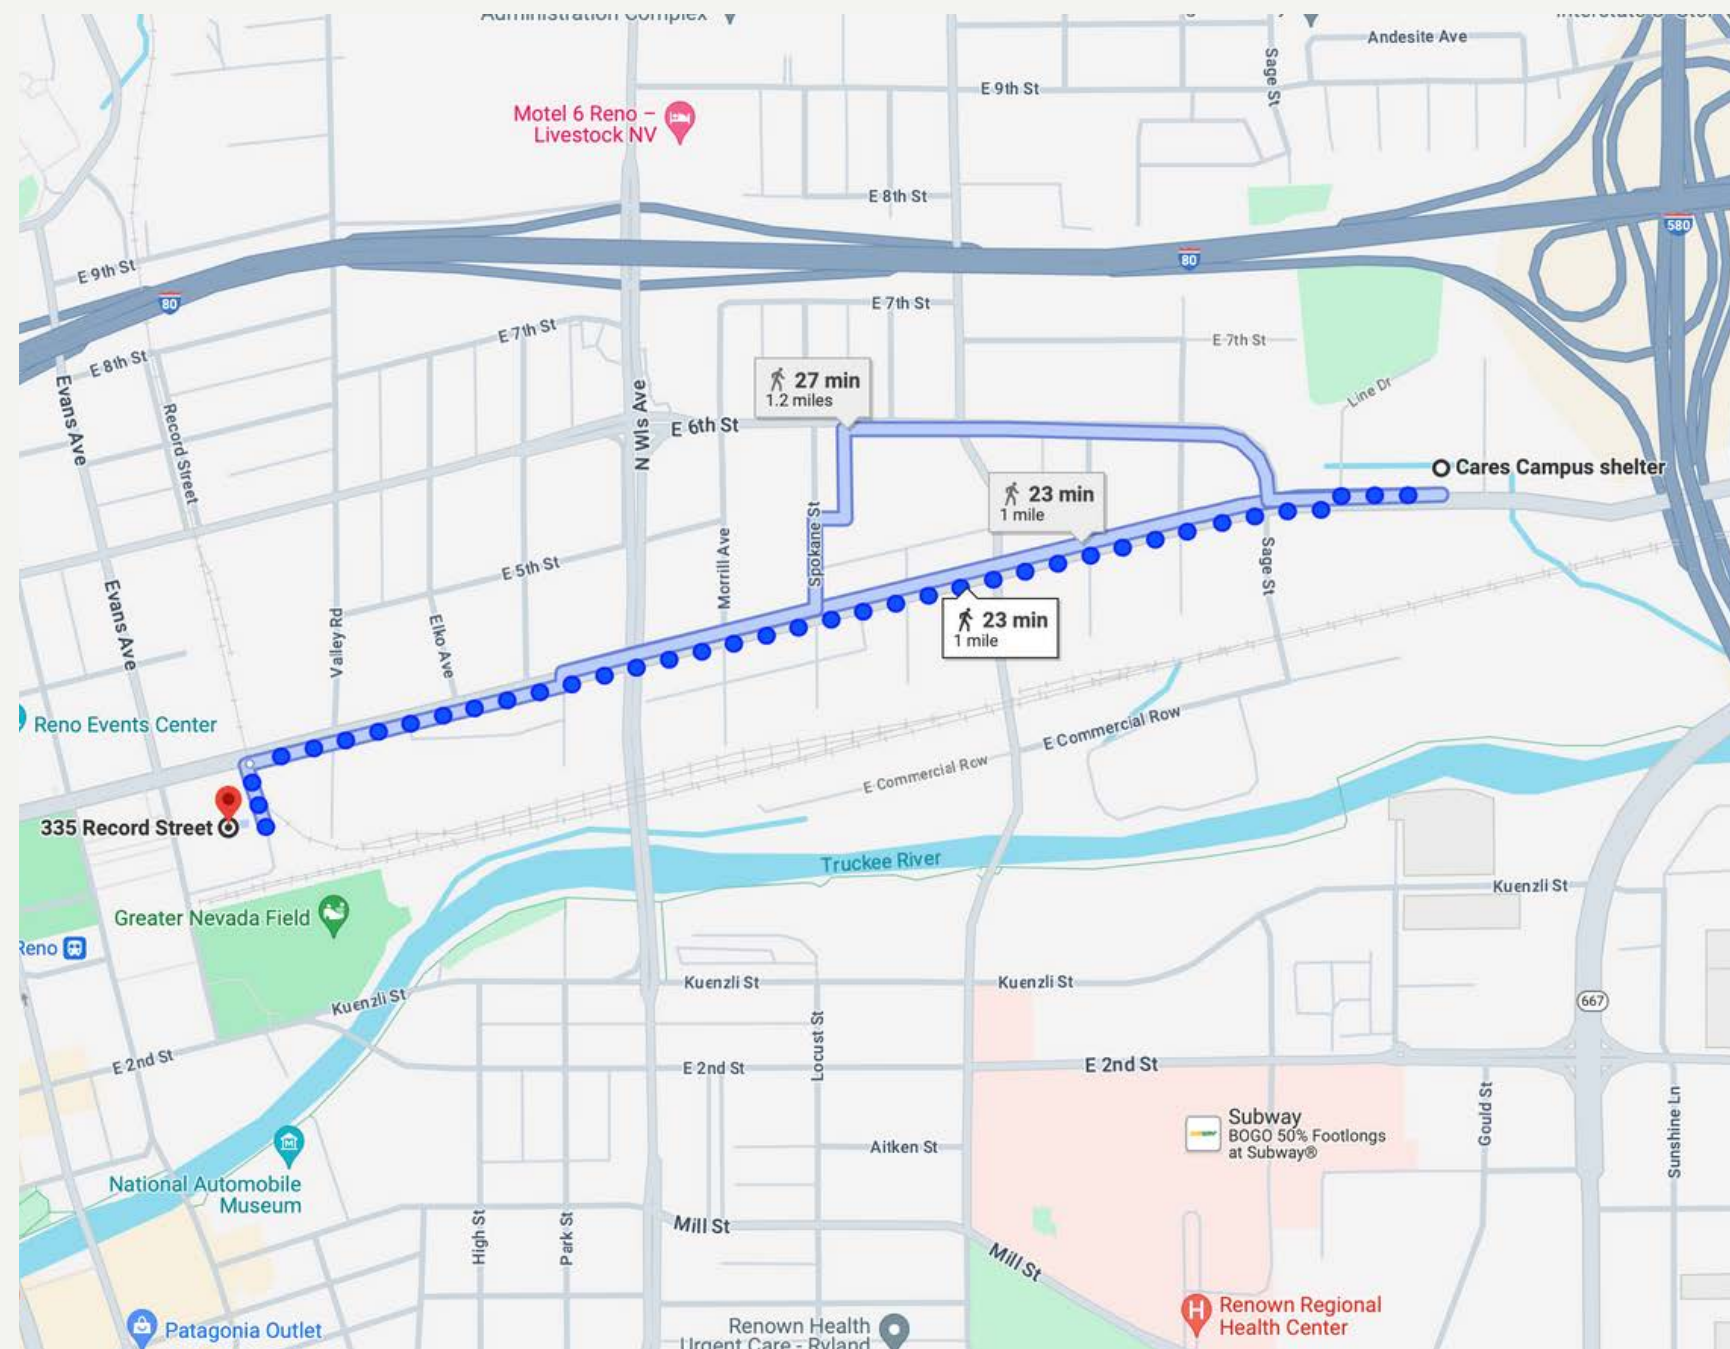 Administration Complex
Andesite Ave
Sage St
E 9th St
Motel 6 Reno –
Livestock NV
E 8th St
580
80
E 9th St
80
E 7th St
E 7th St
E 7th St
E 8th St
27 min
1.2 miles
Line Dr
Evans Ave
Record Street
N Wls Ave
E 6th St
Cares Campus shelter
23 min
1 mile
Spokane St
Morrill Ave
E 5th St
Sage St
Evans Ave
Valley Rd
Elko Ave
23 min
1 mile
Reno Events Center
E Commercial Row
E Commercial Row
335 Record Street
Truckee River
Kuenzli St
Greater Nevada Field
Reno
Kuenzli St
Kuenzli St
Kuenzli St
667
Locust St
E 2nd St
E 2nd St
E 2nd St
Gould St
Sunshine Ln
Subway
BOGO 50% Footlongs
at Subway®
Aitken St
National Automobile
Museum
High St
Park St
Mill St
Mill St
Renown Regional
Health Center
Patagonia Outlet
Renown Health
Urgent Care - Ryland